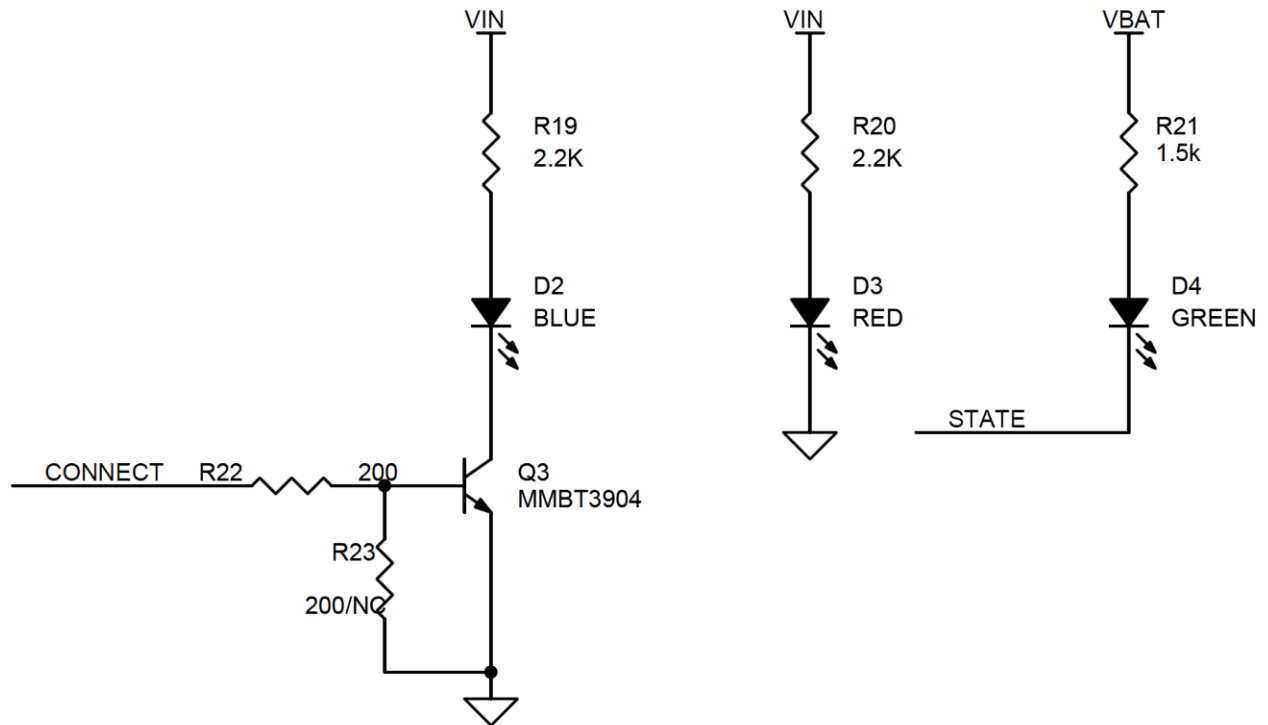 VIN
VIN
VBAT
R19
2.2K
R20
2.2K
R21
1.5k
D2
BLUE
D3
RED
D4
GREEN
STATE
CONNECT
R22
200
Q3
MMBT3904
R23
200/NC